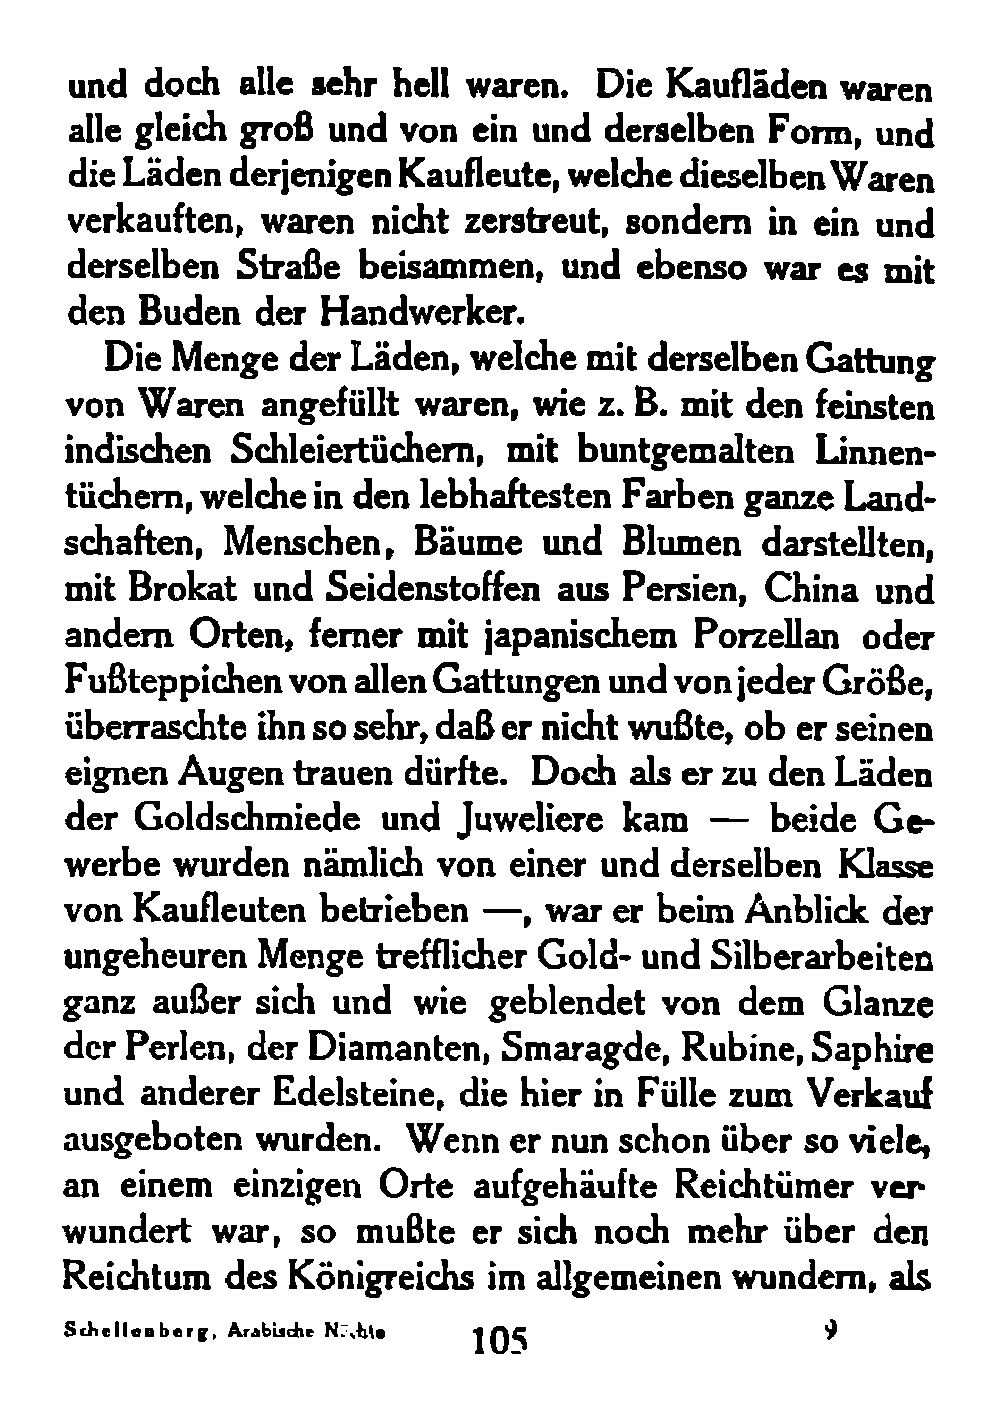 und doch alle sehr hell waren. Die Kaufläden waren
alle gleich groß und von ein und derselben Form, und
die Läden derjenigen Kaufleute, welche dieselben Waren
verkauften, waren nicht zerstreut, sondern in ein und
derselben Straße beisammen, und ebenso war es mit
den Buden der Handwerker.
Die Menge der Läden, welche mit derselben Gattung
von Waren angefüllt waren, wie z. B. mit den feinsten
indischen Schleiertüchern, mit buntgemalten Linnen-
tüchern, welche in den lebhaftesten Farben ganze Land-
schaften, Menschen, Bäume und Blumen darstellten,
mit Brokat und Seidenstoffen aus Persien, China und
andern Orten, ferner mit japanischem Porzellan oder
Fußteppichen von allen Gattungen und von jeder Größe,
überraschte ihn so sehr, daß er nicht wußte, ob er seinen
eignen Augen trauen dürfte. Doch als er zu den Läden
der Goldschmiede und Juweliere kam — beide Ge-
werbe wurden nämlich von einer und derselben Klasse
von Kaufleuten betrieben —, war er beim Anblick der
ungeheuren Menge trefflicher Gold- und Silberarbeiten
ganz außer sich und wie geblendet von dem Glanze
der Perlen, der Diamanten, Smaragde, Rubine, Saphire
und anderer Edelsteine, die hier in Fülle zum Verkauf
ausgeboten wurden. Wenn er nun schon über so viele,
an einem einzigen Orte aufgehäufte Reichtümer ver-
wundert war, so mußte er sich noch mehr über den
Reichtum des Königreichs im allgemeinen wundern, als
Schellenberg, Arabische Nächte
105
9